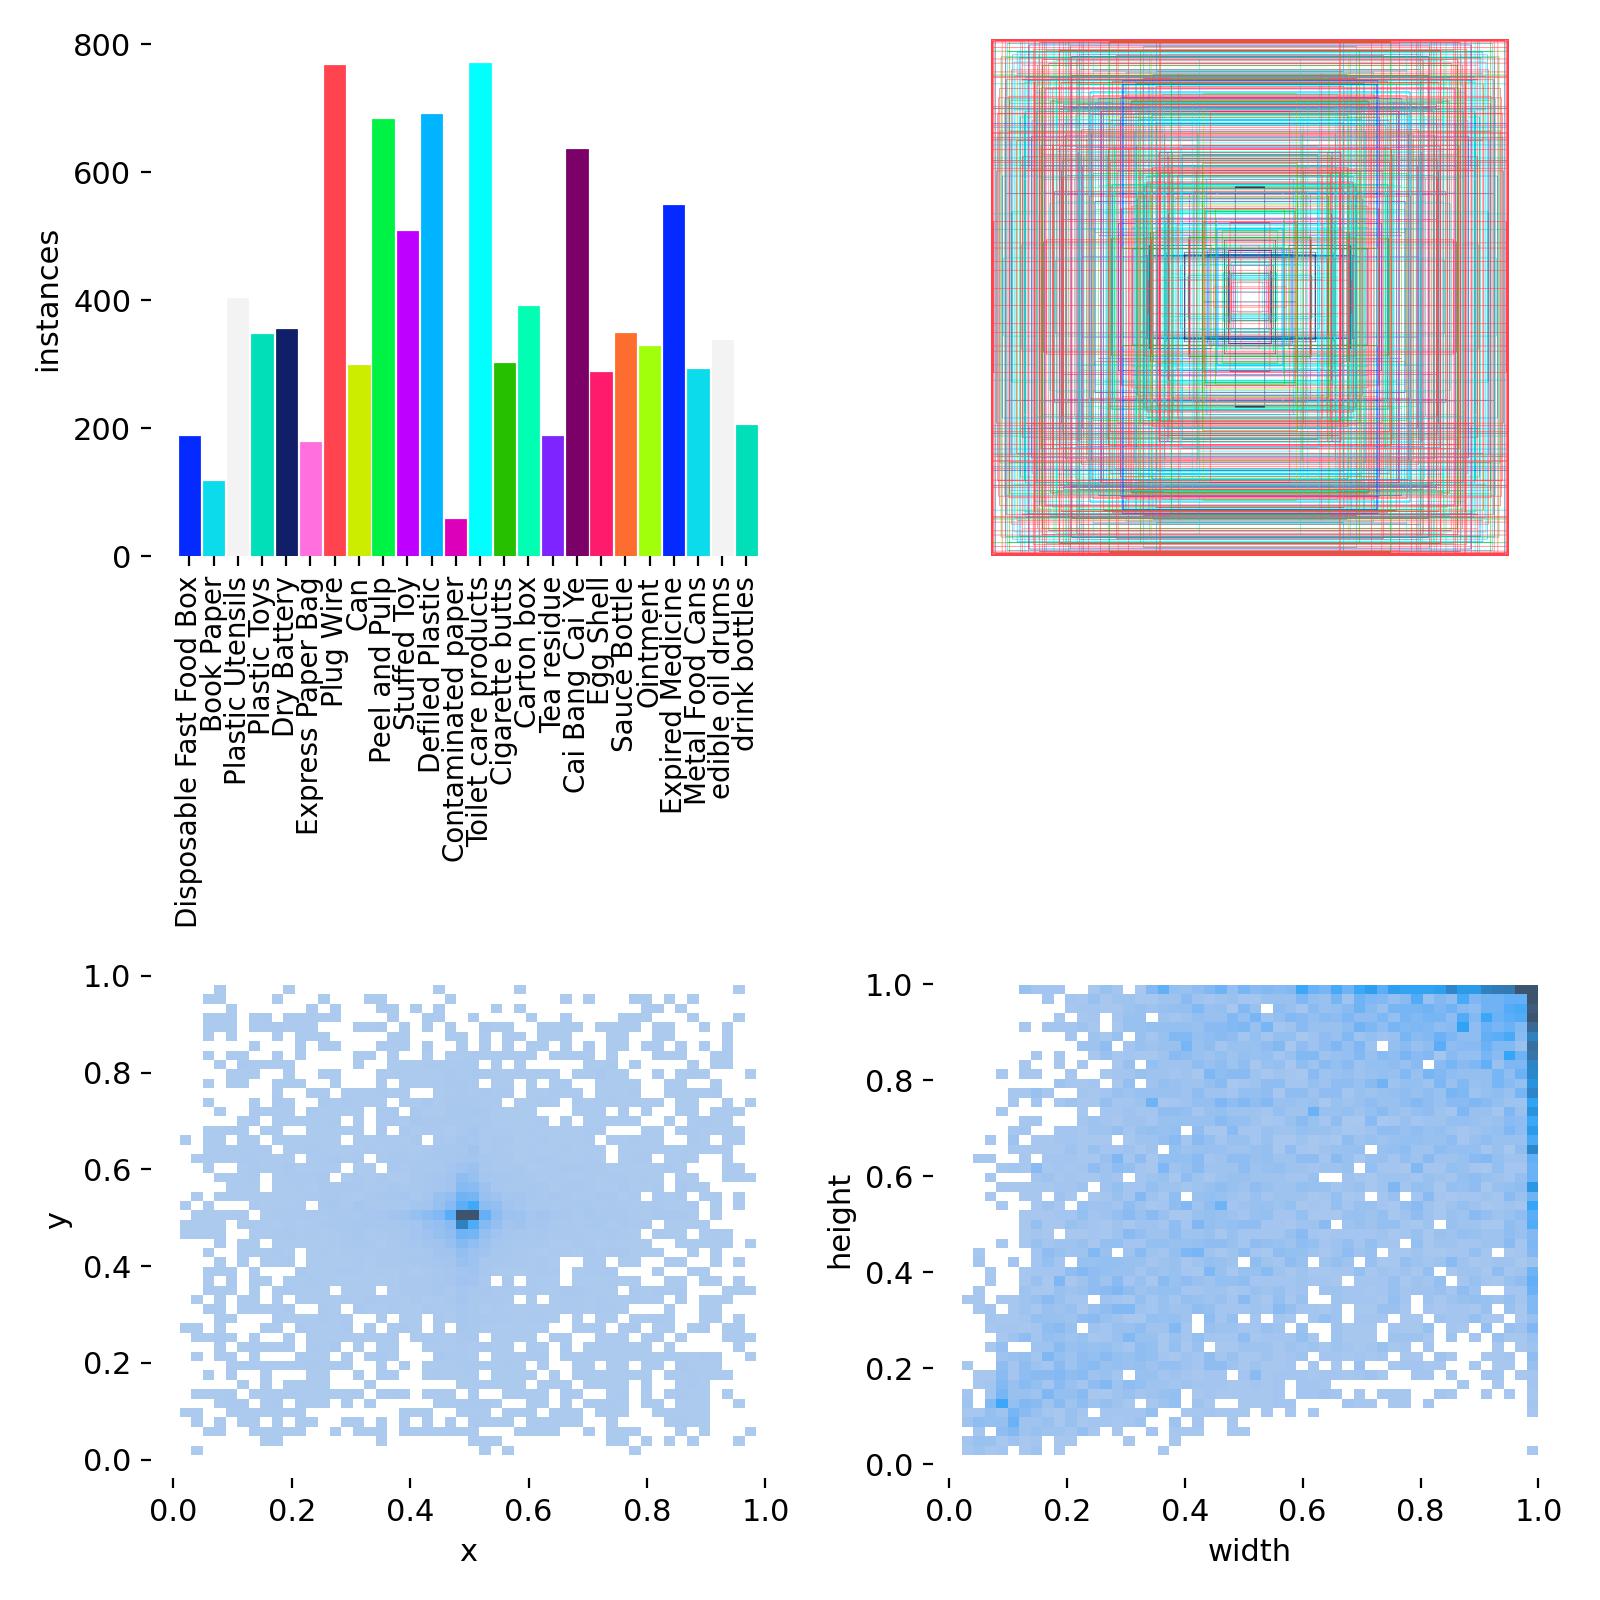 800
600
400
200
0
instances
Disposable Fast Food Box
Book Paper
Plastic Utensils
Plastic Toys
Dry Battery
Express Paper Bag
Plug Wire
Can
Peel and Pulp
Stuffed Toy
Defiled Plastic
Contaminated paper
Toilet care products
Cigarette butts
Carton box
Tea residue
Cai Bang Cai Ye
Egg Shell
Sauce Bottle
Ointment
Expired Medicine
Metal Food Cans
edible oil drums
drink bottles
1.0
0.8
0.6
0.4
0.2
0.0
y
0.0 0.2 0.4 0.6 0.8 1.0
x
1.0
0.8
0.6
0.4
0.2
0.0
height
0.0 0.2 0.4 0.6 0.8 1.0
width